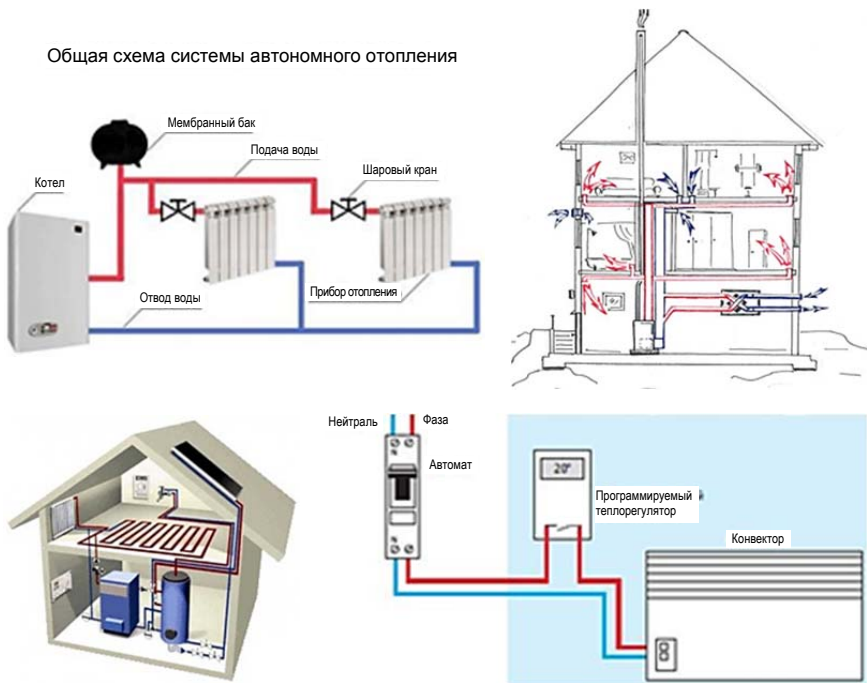 Общая схема системы автономного отопления
Мембранный бак
Подача воды
Котел
Шаровый кран
Отвод воды
Прибор отопления
Нейтраль
Фаза
Автомат
20°
Программируемый
теплорегулятор
Конвектор